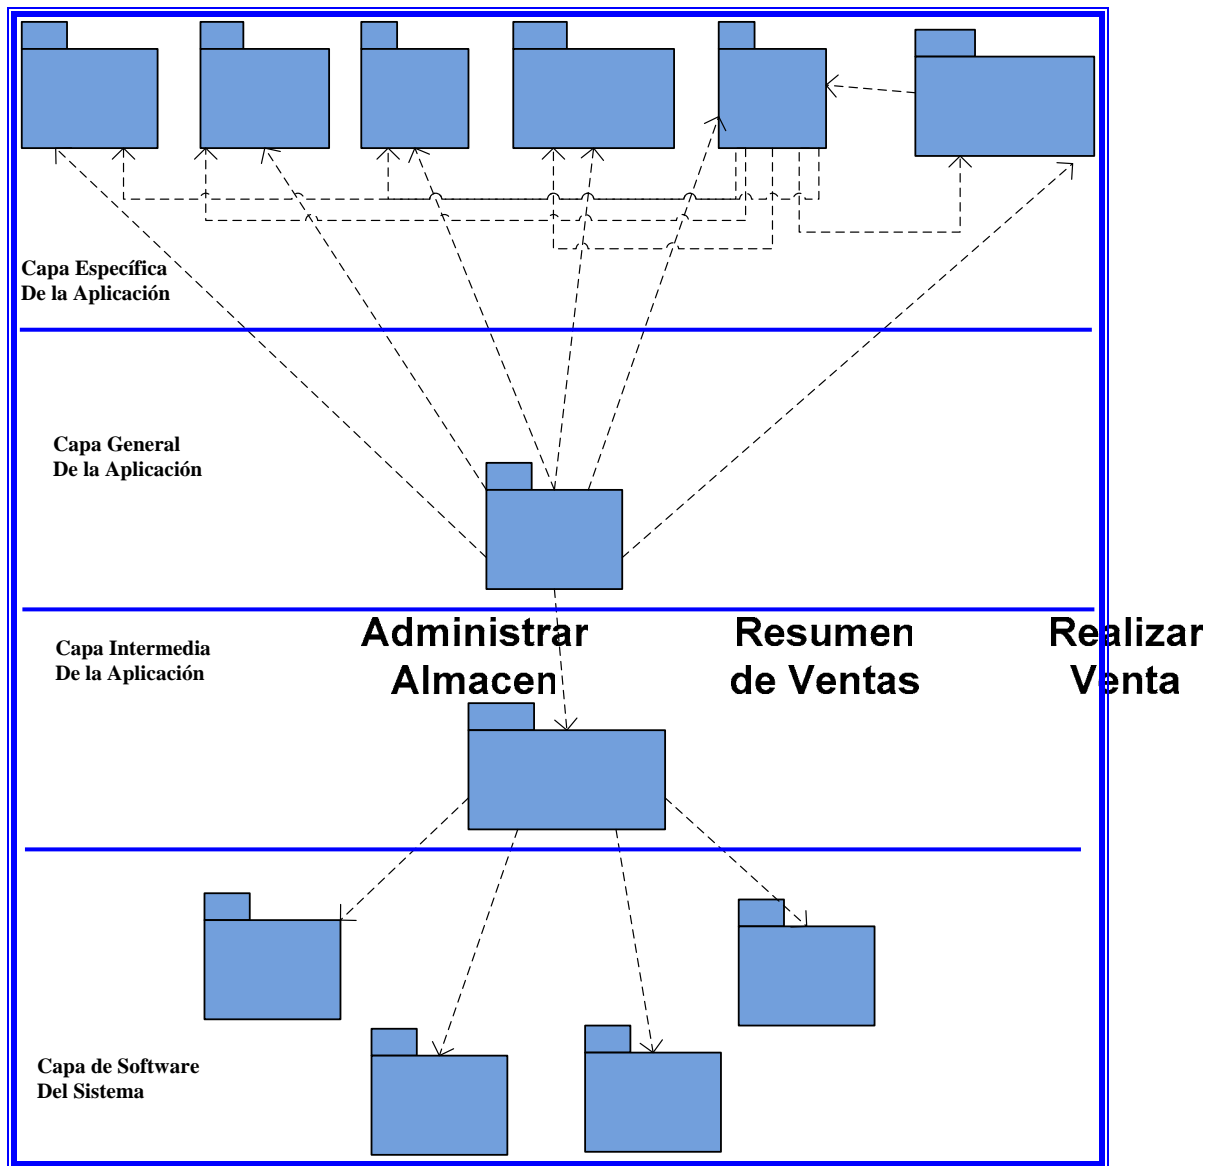 Capa Específica
De la Aplicación
Capa General
De la Aplicación
Capa Intermedia
De la Aplicación
Administrar
Almacen
Resumen
de Ventas
Realizar
Venta
Capa de Software
Del Sistema